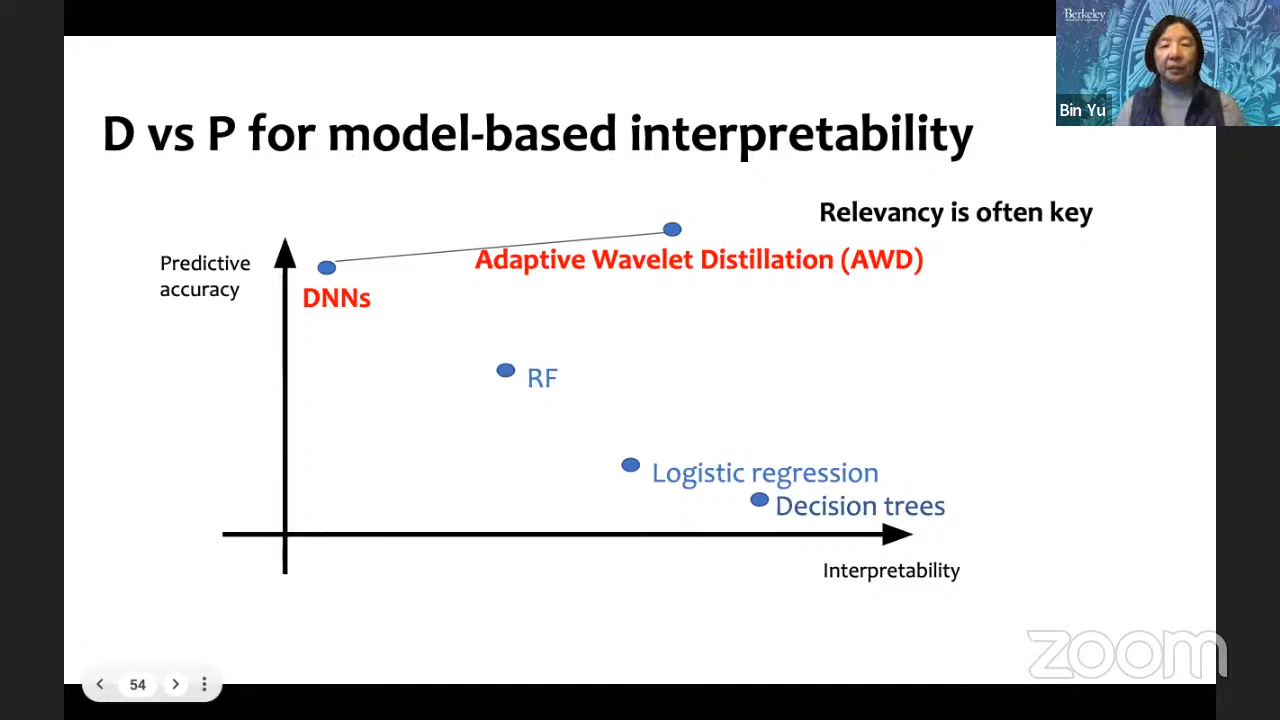 Berkeley
Bin Yu
D vs P for model-based interpretability
Relevancy is often key
Predictive
accuracy
Adaptive Wavelet Distillation (AWD)
DNNs
RF
Logistic regression
Decision trees
Interpretability
zoom
54